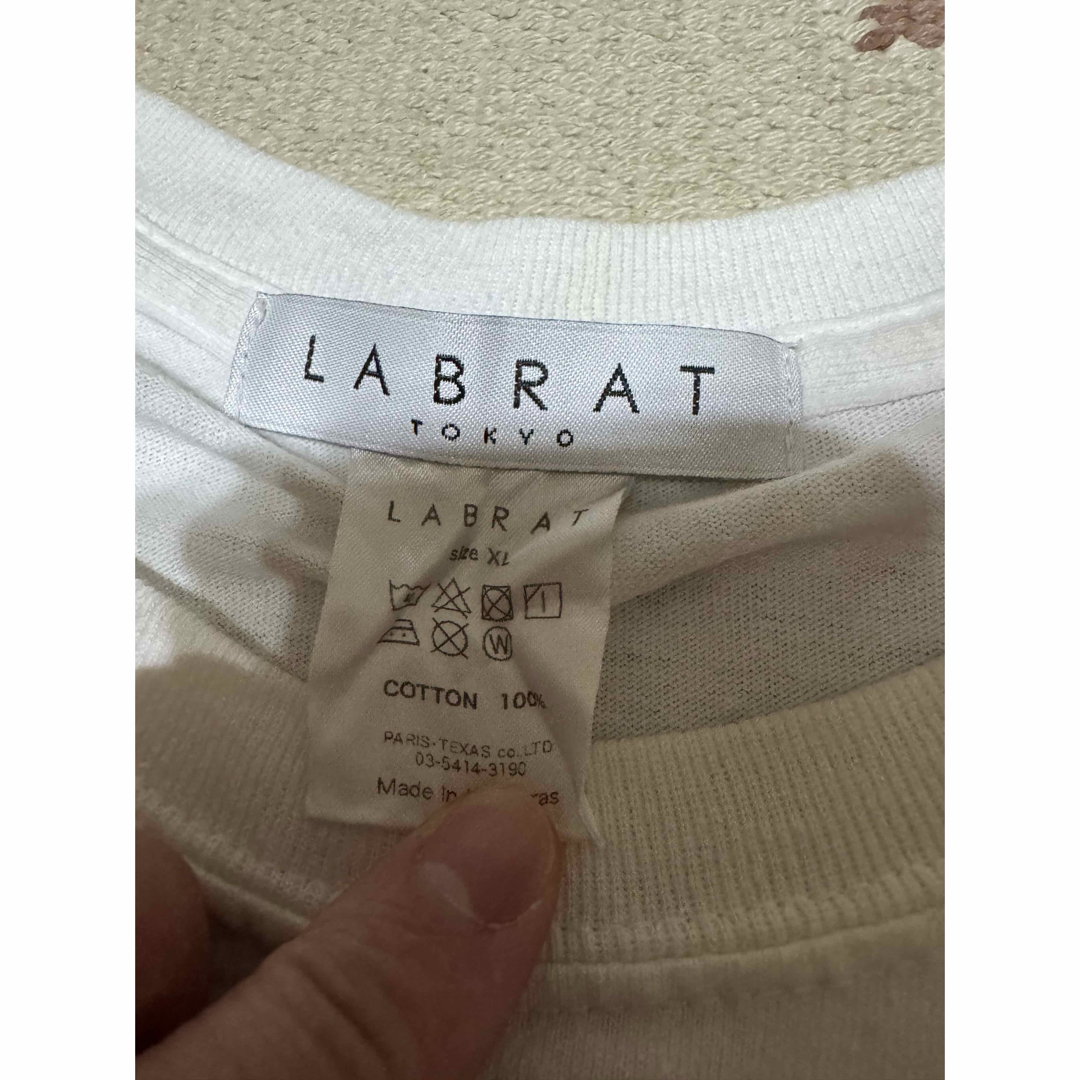 LABRAT
TOKYO
LABRAT
size XL
W
COTTON 100%
PARIS-TEXAS co.,LTD
03-5414-3190
Made in